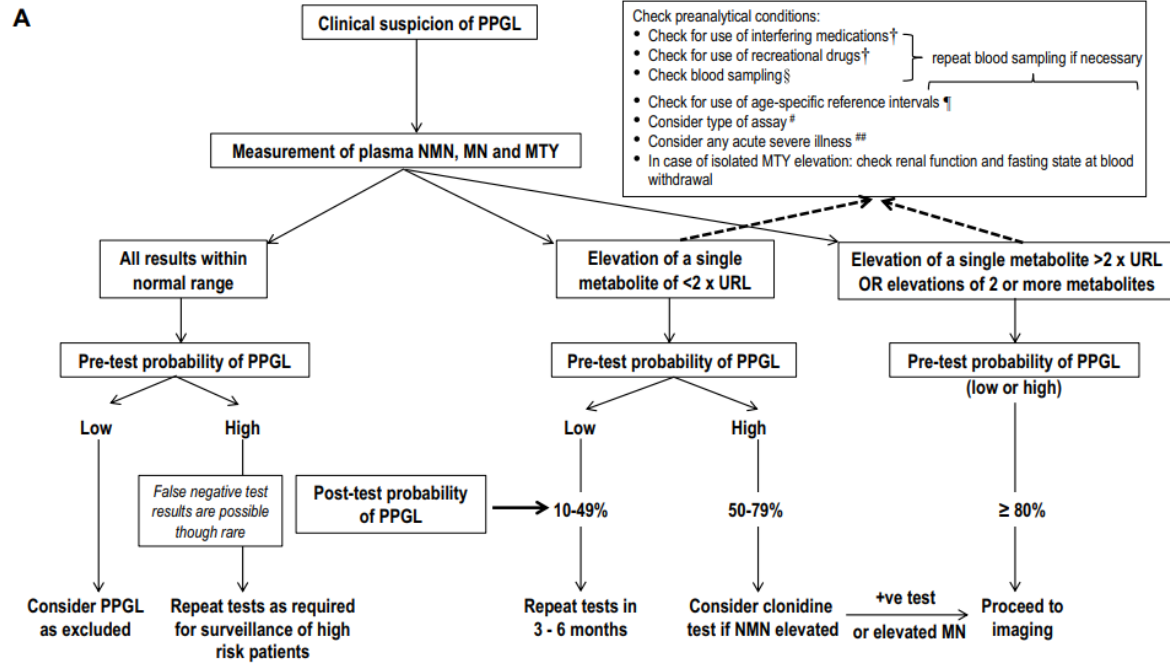 A
Clinical suspicion of PPGL
Check preanalytical conditions:
• Check for use of interfering medications†
• Check for use of recreational drugs†
• Check blood sampling§
repeat blood sampling if necessary
• Check for use of age-specific reference intervals ¶
• Consider type of assay #
• Consider any acute severe illness ##
• In case of isolated MTY elevation: check renal function and fasting state at blood
withdrawal
Measurement of plasma NMN, MN and MTY
All results within
normal range
Elevation of a single
metabolite of <2 x URL
Elevation of a single metabolite >2 x URL
OR elevations of 2 or more metabolites
Pre-test probability of PPGL
Pre-test probability of PPGL
Pre-test probability of PPGL
(low or high)
Low
High
Low
High
False negative test
results are possible
though rare
Post-test probability
of PPGL
10-49%
50-79%
≥ 80%
Consider PPGL
as excluded
Repeat tests as required
for surveillance of high
risk patients
Repeat tests in
3 - 6 months
Consider clonidine
test if NMN elevated
+ve test
or elevated MN
Proceed to
imaging